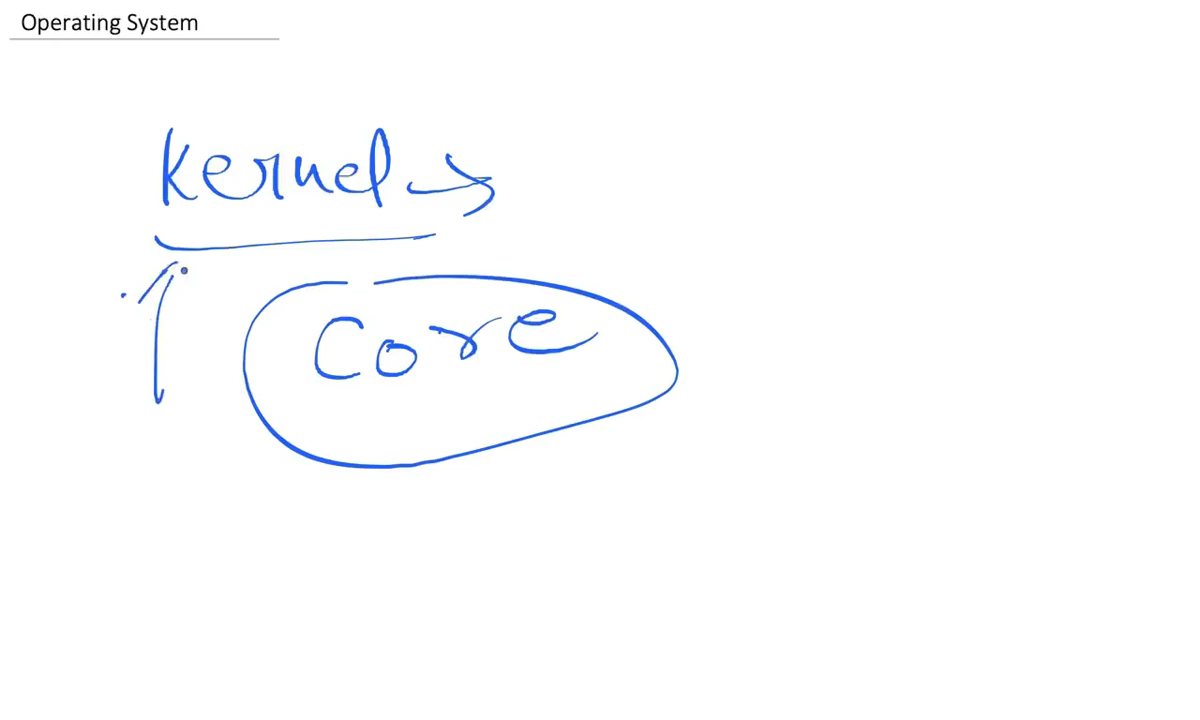 Operating System
kernel →
Core